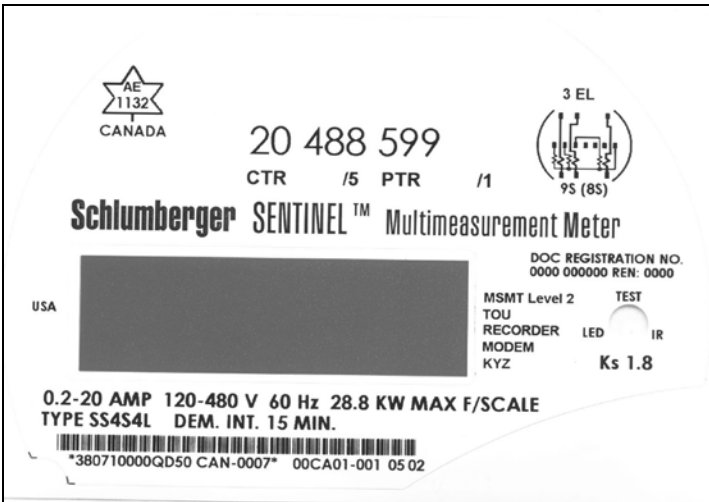 AE
1132
CANADA
3 EL
20 488 599
CTR /5 PTR /1
9S (8S)
Schlumberger SENTINEL™ Multimeasurement Meter
DOC REGISTRATION NO.
0000 000000 REN: 0000
USA
MSMT Level 2
TOU
RECORDER
MODEM
KYZ
TEST
LED IR
Ks 1.8
0.2-20 AMP 120-480 V 60 Hz 28.8 KW MAX F/SCALE
TYPE SS4S4L DEM. INT. 15 MIN.
*380710000QD50 CAN-0007* 00CA01-001 05 02